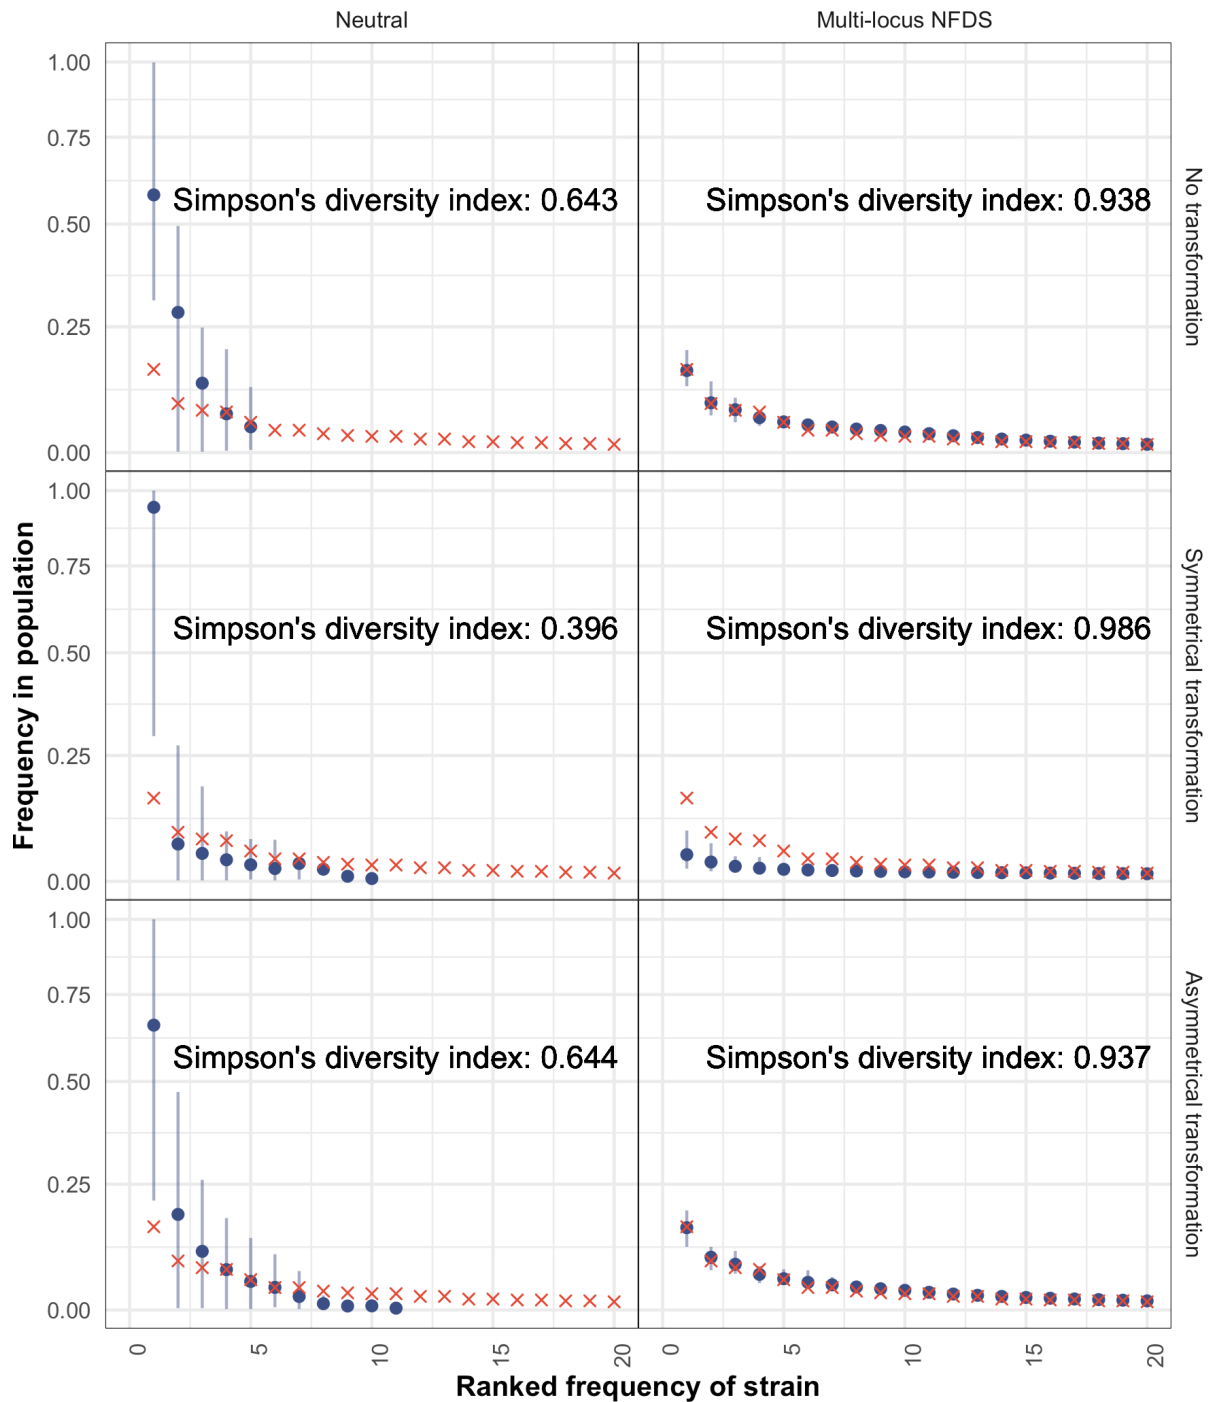 Neutral
Multi-locus NFDS
1.00
0.75
0.50
0.25
0.00
Simpson's diversity index: 0.643
Simpson's diversity index: 0.938
No transformation
1.00
0.75
0.50
0.25
0.00
Simpson's diversity index: 0.396
Simpson's diversity index: 0.986
Symmetrical transformation
1.00
0.75
0.50
0.25
0.00
Simpson's diversity index: 0.644
Simpson's diversity index: 0.937
Asymmetrical transformation
Frequency in population
0 5 10 15 20
0 5 10 15 20
Ranked frequency of strain